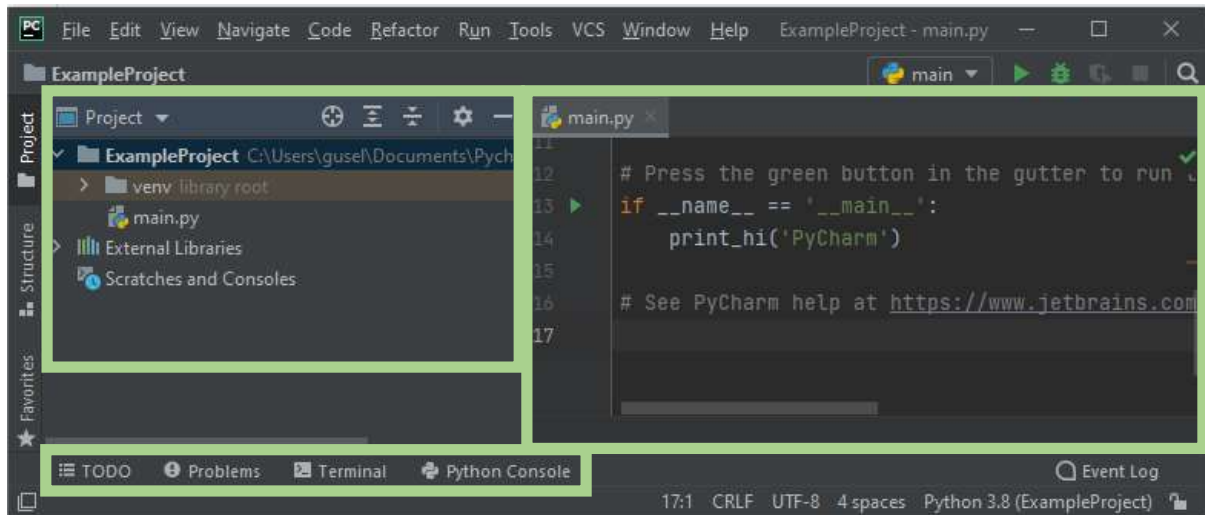 PC File Edit View Navigate Code Refactor Run Tools VCS Window Help ExampleProject - main.py
ExampleProject main
Project
Structure
Favorites
Project
ExampleProject C:\Users\gusel\Documents\Pych
venv library root
main.py
External Libraries
Scratches and Consoles
main.py
11
12 # Press the green button in the gutter to run
13 if __name__ == '__main__':
14 print_hi('PyCharm')
15
16 # See PyCharm help at https://www.jetbrains.com
17
TODO Problems Terminal Python Console Event Log
17:1 CRLF UTF-8 4 spaces Python 3.8 (ExampleProject)